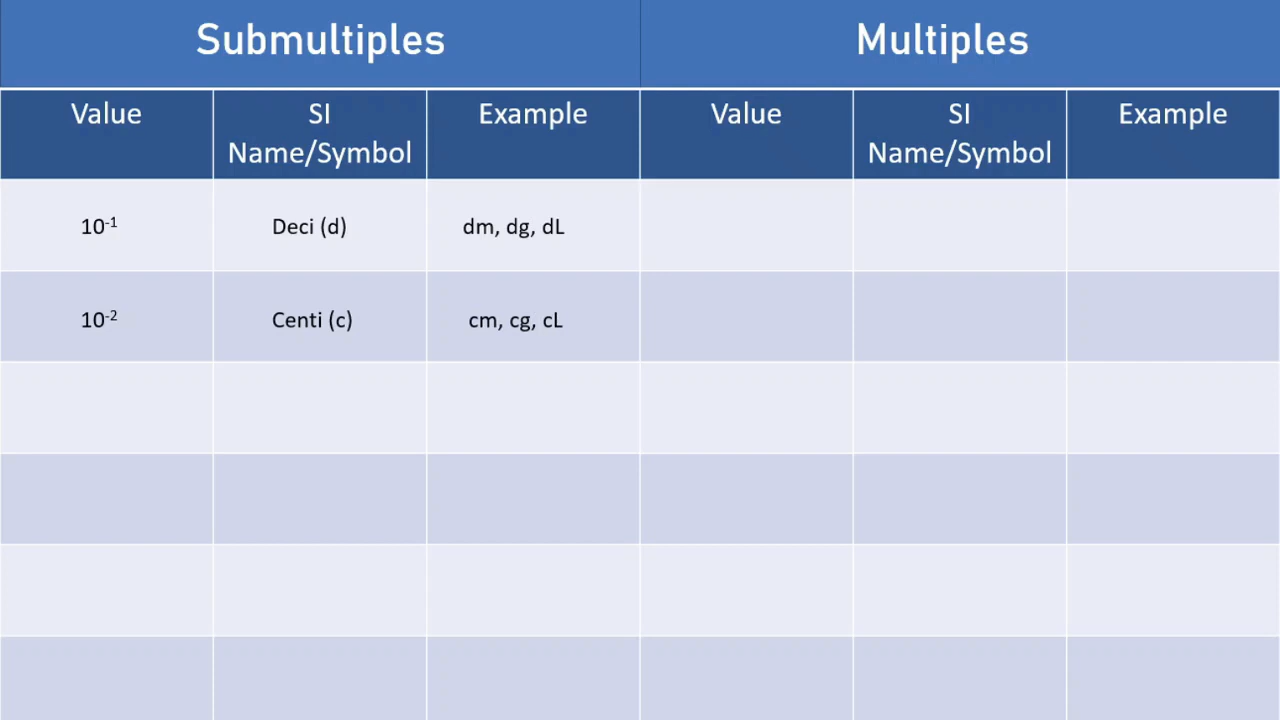 Submultiples Multiples
Value SI Name/Symbol Example Value SI Name/Symbol Example
10⁻¹ Deci (d) dm, dg, dL
10⁻² Centi (c) cm, cg, cL